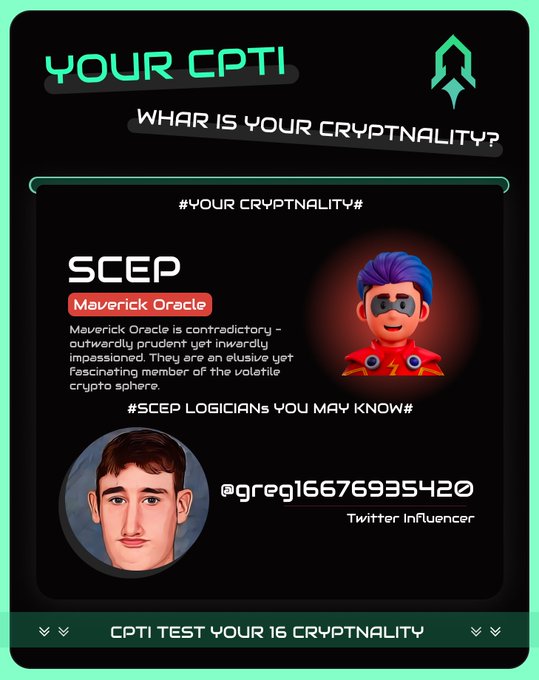 YOUR CPTI
WHAR IS YOUR CRYPTNALITY?
#YOUR CRYPTNALITY#
SCEP
Maverick Oracle
Maverick Oracle is contradictory -
outwardly prudent yet inwardly
impassioned. They are an elusive yet
fascinating member of the volatile
crypto sphere.
#SCEP LOGICIANs YOU MAY KNOW#
@greg16676935420
Twitter Influencer
CPTI TEST YOUR 16 CRYPTNALITY